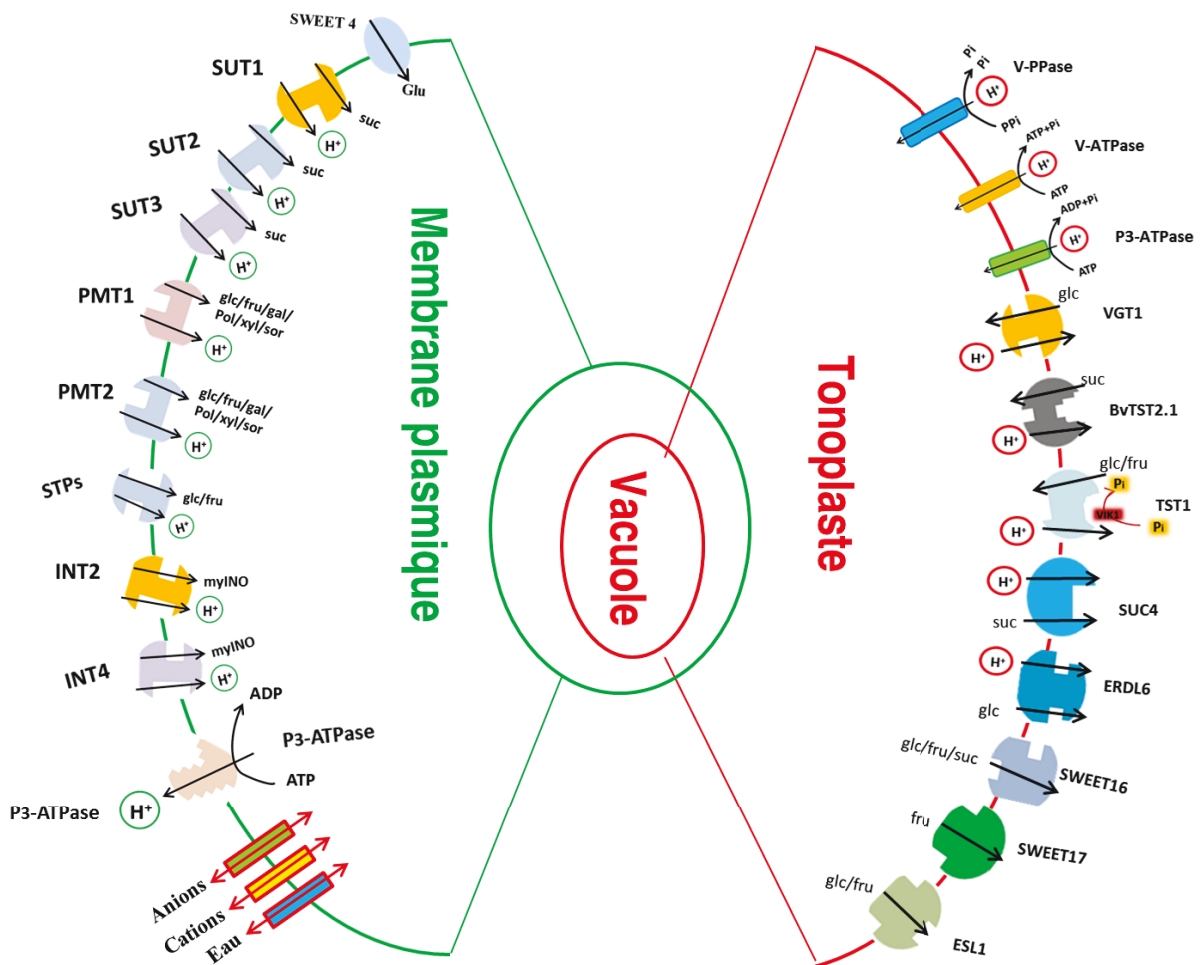 SWEET 4
Glu
SUT1
suc
H⁺
SUT2
suc
H⁺
SUT3
suc
H⁺
PMT1
glc/fru/gal/
Pol/xyl/sor
H⁺
PMT2
glc/fru/gal/
Pol/xyl/sor
H⁺
STPs
glc/fru
H⁺
INT2
myINO
H⁺
INT4
myINO
H⁺
ADP
P3-ATPase
ATP
P3-ATPase
H⁺
Anions
Cations
Eau
Membrane plasmique
Vacuole
Tonoplaste
Pi
Pi
V-PPase
H⁺
PPi
V-ATPase
ATP+Pi
H⁺
ATP
ADP+Pi
P3-ATPase
H⁺
ATP
glc
VGT1
H⁺
suc
BvTST2.1
H⁺
glc/fru
Pi
TST1
VIK1
Pi
H⁺
H⁺
SUC4
suc
H⁺
ERDL6
glc
glc/fru/suc
SWEET16
fru
SWEET17
glc/fru
ESL1